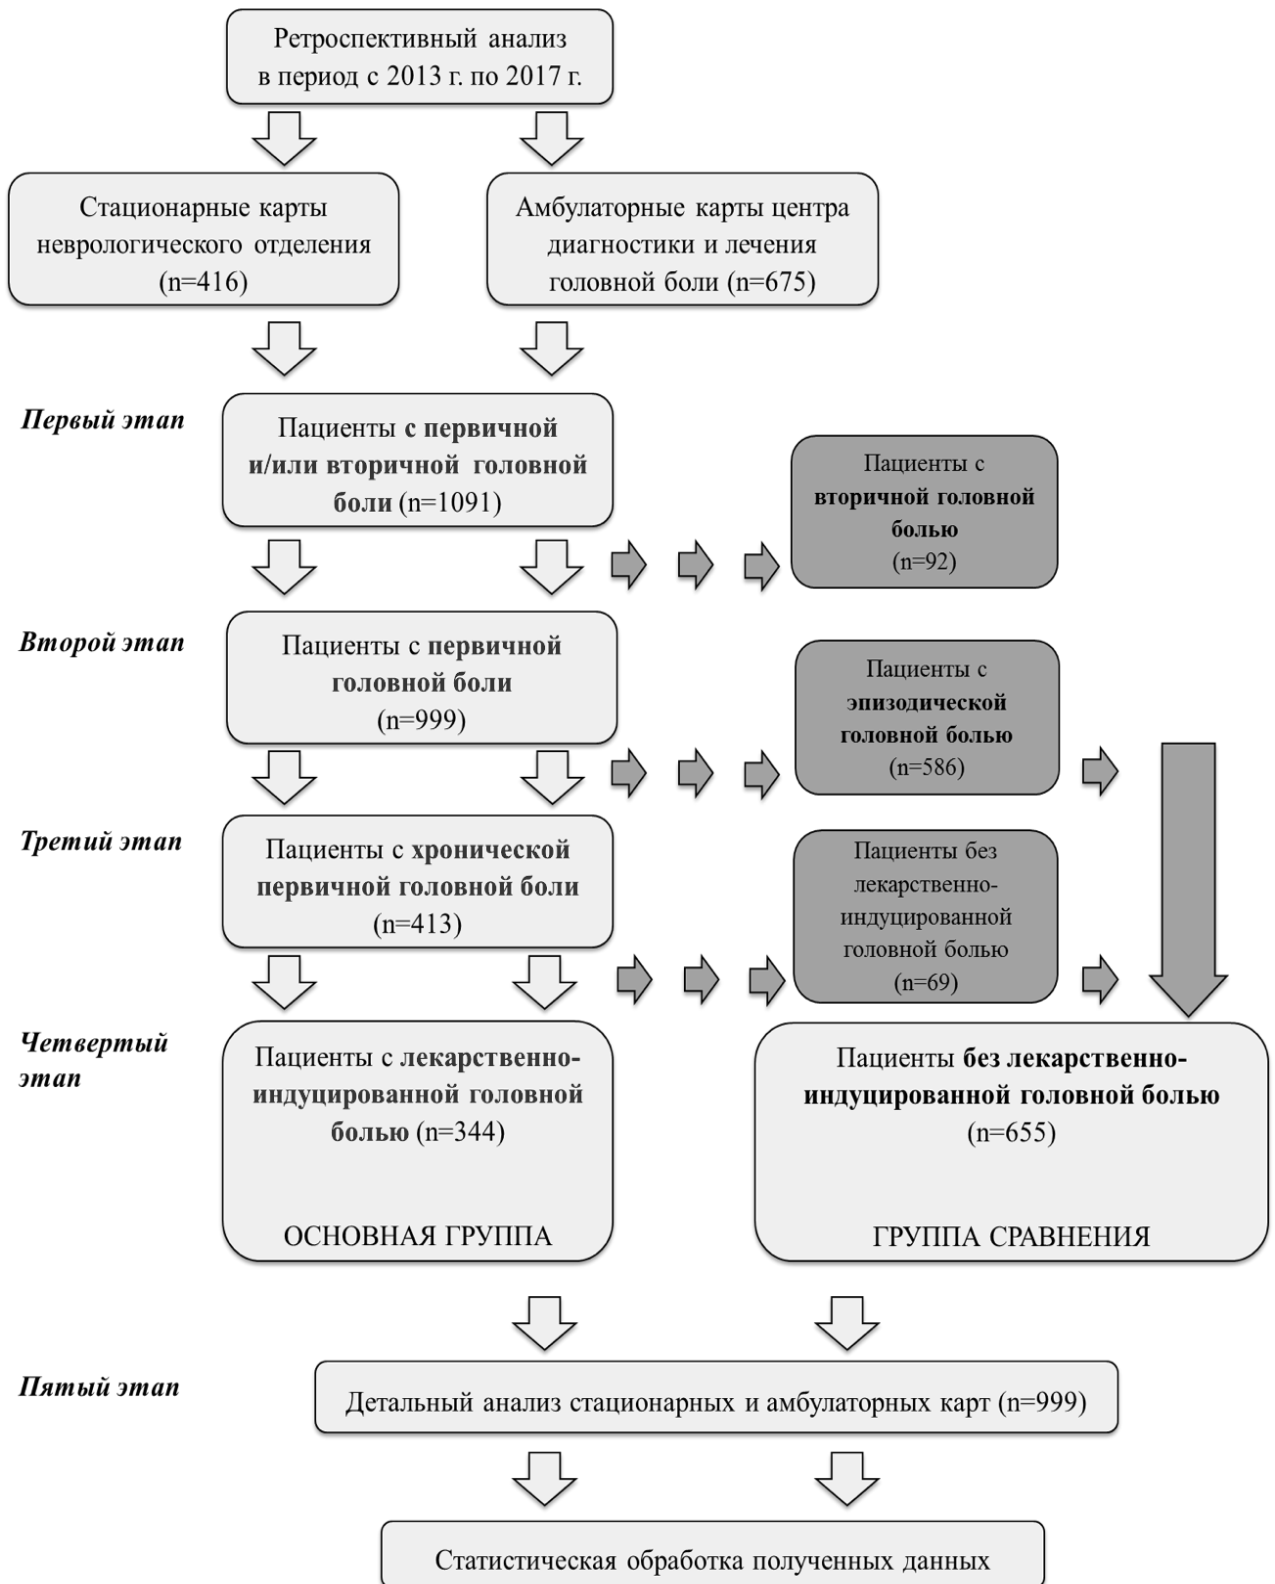 Ретроспективный анализ
в период с 2013 г. по 2017 г.
Стационарные карты
неврологического отделения
(n=416)
Амбулаторные карты центра
диагностики и лечения
головной боли (n=675)
Первый этап
Пациенты с первичной
и/или вторичной головной
боли (n=1091)
Пациенты с
вторичной головной
болью
(n=92)
Второй этап
Пациенты с первичной
головной боли
(n=999)
Пациенты с
эпизодической
головной болью
(n=586)
Третий этап
Пациенты с хронической
первичной головной боли
(n=413)
Пациенты без
лекарственно-
индуцированной
головной болью
(n=69)
Четвертый
этап
Пациенты с лекарственно-
индуцированной головной
болью (n=344)
ОСНОВНАЯ ГРУППА
Пациенты без лекарственно-
индуцированной головной болью
(n=655)
ГРУППА СРАВНЕНИЯ
Пятый этап
Детальный анализ стационарных и амбулаторных карт (n=999)
Статистическая обработка полученных данных